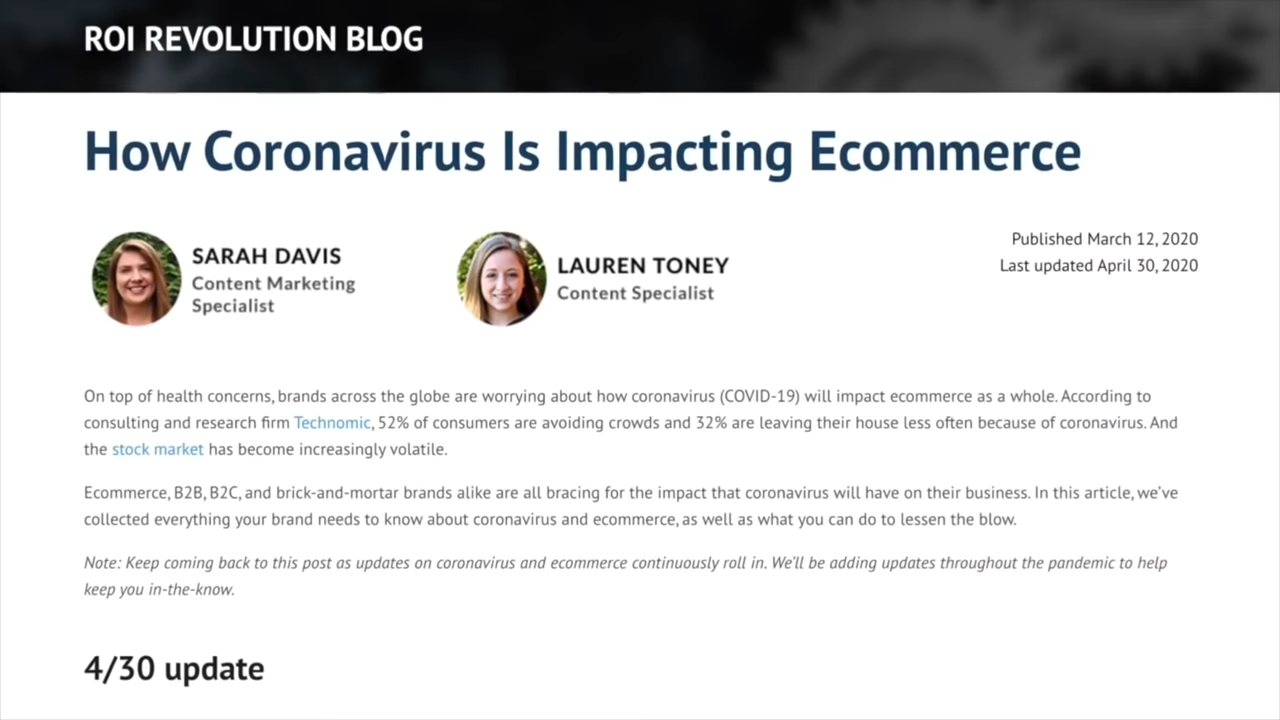 ROI REVOLUTION BLOG
How Coronavirus Is Impacting Ecommerce
SARAH DAVIS
Content Marketing
Specialist
LAUREN TONEY
Content Specialist
Published March 12, 2020
Last updated April 30, 2020
On top of health concerns, brands across the globe are worrying about how coronavirus (COVID-19) will impact ecommerce as a whole. According to
consulting and research firm Technomic, 52% of consumers are avoiding crowds and 32% are leaving their house less often because of coronavirus. And
the stock market has become increasingly volatile.
Ecommerce, B2B, B2C, and brick-and-mortar brands alike are all bracing for the impact that coronavirus will have on their business. In this article, we've
collected everything your brand needs to know about coronavirus and ecommerce, as well as what you can do to lessen the blow.
Note: Keep coming back to this post as updates on coronavirus and ecommerce continuously roll in. We'll be adding updates throughout the pandemic to help
keep you in-the-know.
4/30 update